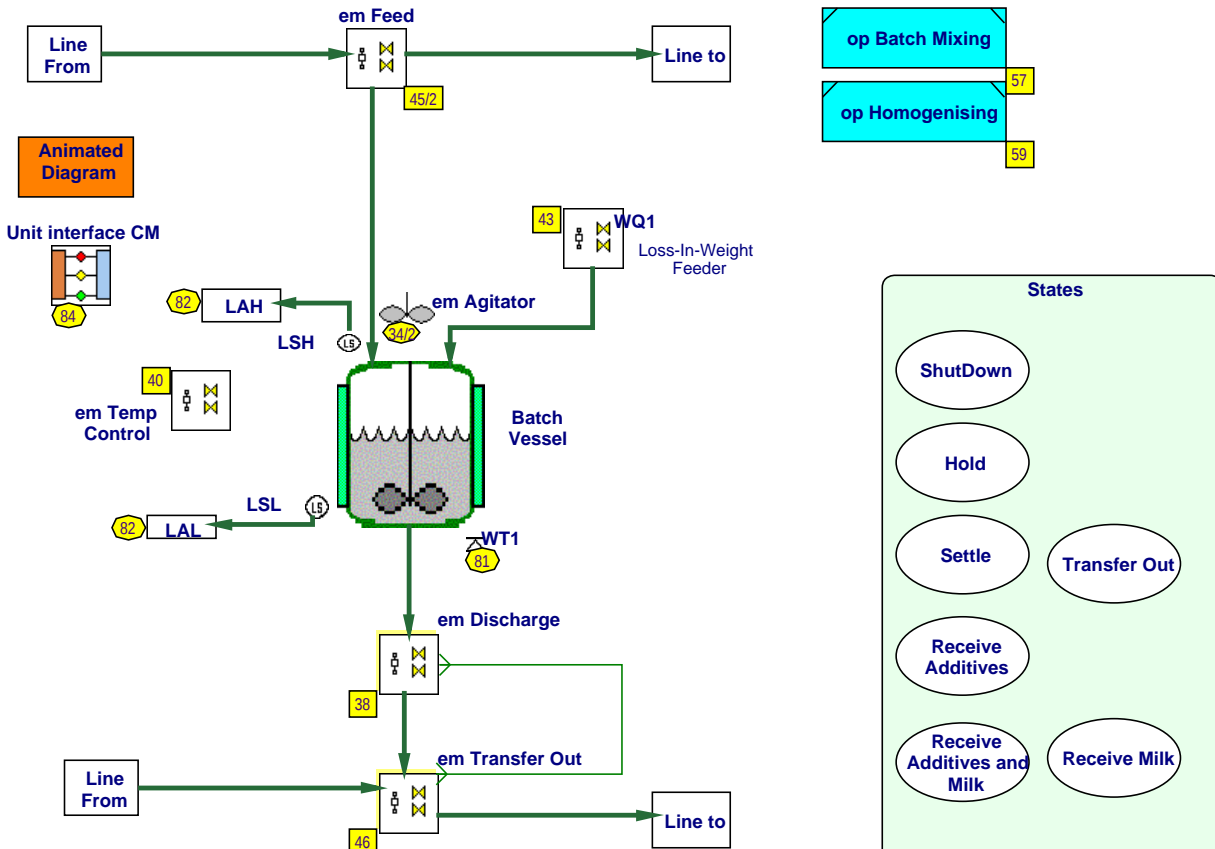 em Feed
Line
From
Line to
45/2
op Batch Mixing
57
op Homogenising
59
Animated
Diagram
Unit interface CM
84
43
WQ1
Loss-In-Weight
Feeder
82
LAH
LSH
LS
em Agitator
34/2
40
em Temp
Control
Batch
Vessel
LSL
LS
82
LAL
WT1
81
em Discharge
38
em Transfer Out
Line
From
46
Line to
States
ShutDown
Hold
Settle
Transfer Out
Receive
Additives
Receive
Additives and
Milk
Receive Milk